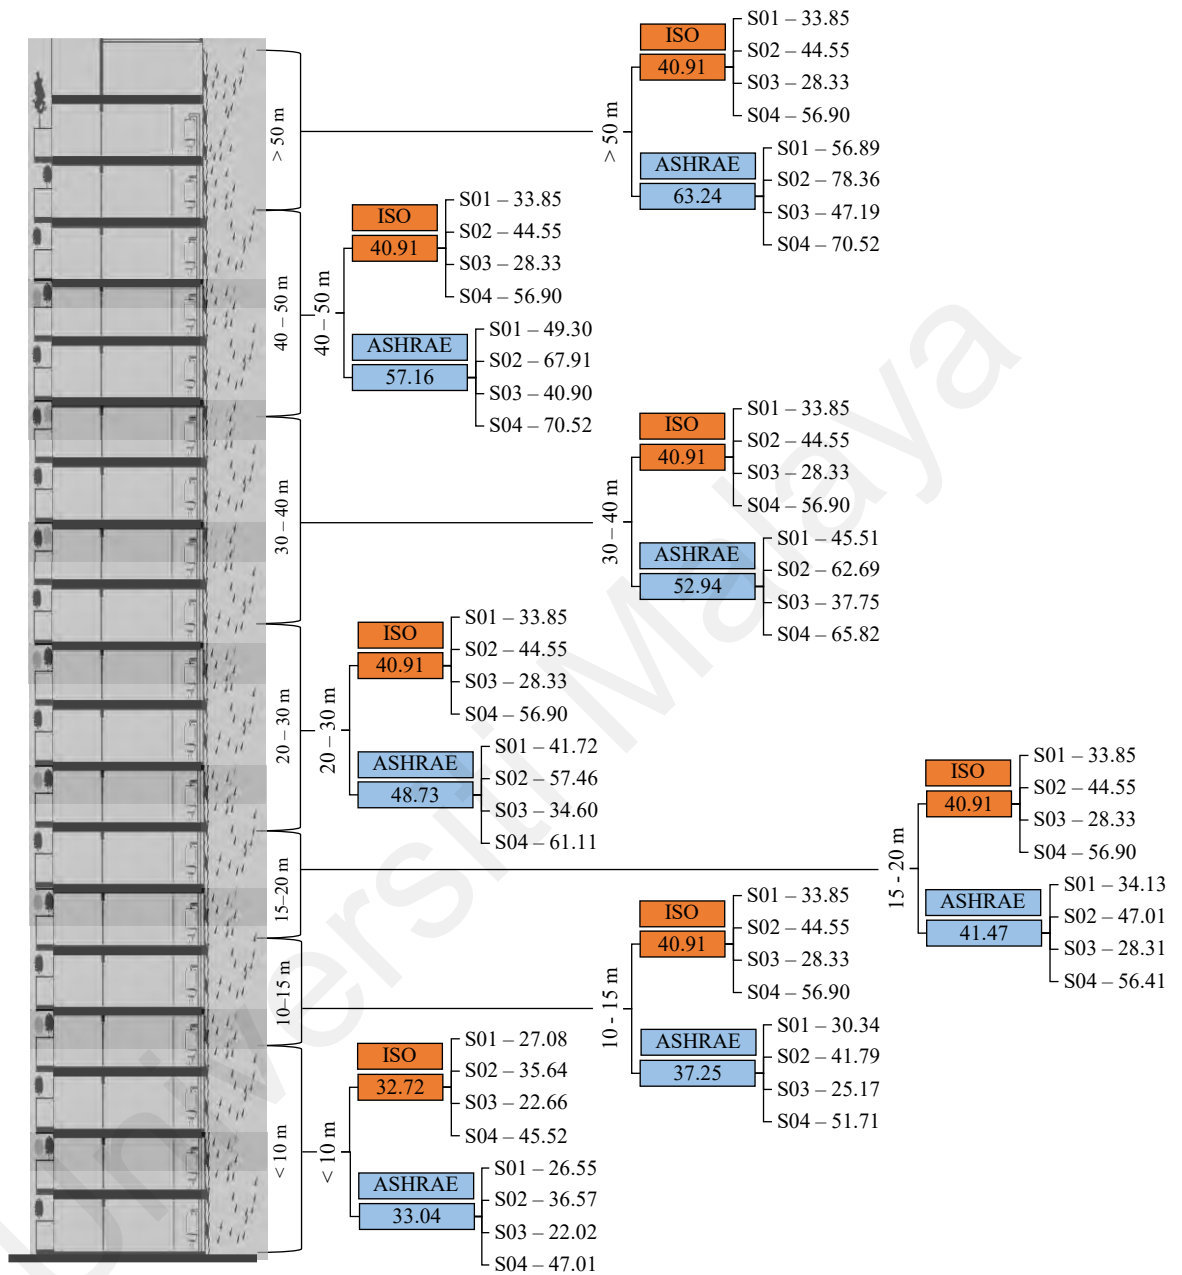 > 50 m
> 50 m
ISO
40.91
S01 – 33.85
S02 – 44.55
S03 – 28.33
S04 – 56.90
ASHRAE
63.24
S01 – 56.89
S02 – 78.36
S03 – 47.19
S04 – 70.52
40 – 50 m
40 – 50 m
ISO
40.91
S01 – 33.85
S02 – 44.55
S03 – 28.33
S04 – 56.90
ASHRAE
57.16
S01 – 49.30
S02 – 67.91
S03 – 40.90
S04 – 70.52
30 – 40 m
30 – 40 m
ISO
40.91
S01 – 33.85
S02 – 44.55
S03 – 28.33
S04 – 56.90
ASHRAE
52.94
S01 – 45.51
S02 – 62.69
S03 – 37.75
S04 – 65.82
20 – 30 m
20 – 30 m
ISO
40.91
S01 – 33.85
S02 – 44.55
S03 – 28.33
S04 – 56.90
ASHRAE
48.73
S01 – 41.72
S02 – 57.46
S03 – 34.60
S04 – 61.11
15–20 m
15 - 20 m
ISO
40.91
S01 – 33.85
S02 – 44.55
S03 – 28.33
S04 – 56.90
ASHRAE
41.47
S01 – 34.13
S02 – 47.01
S03 – 28.31
S04 – 56.41
10–15 m
10 - 15 m
ISO
40.91
S01 – 33.85
S02 – 44.55
S03 – 28.33
S04 – 56.90
ASHRAE
37.25
S01 – 30.34
S02 – 41.79
S03 – 25.17
S04 – 51.71
< 10 m
< 10 m
ISO
32.72
S01 – 27.08
S02 – 35.64
S03 – 22.66
S04 – 45.52
ASHRAE
33.04
S01 – 26.55
S02 – 36.57
S03 – 22.02
S04 – 47.01
Universiti Malaya